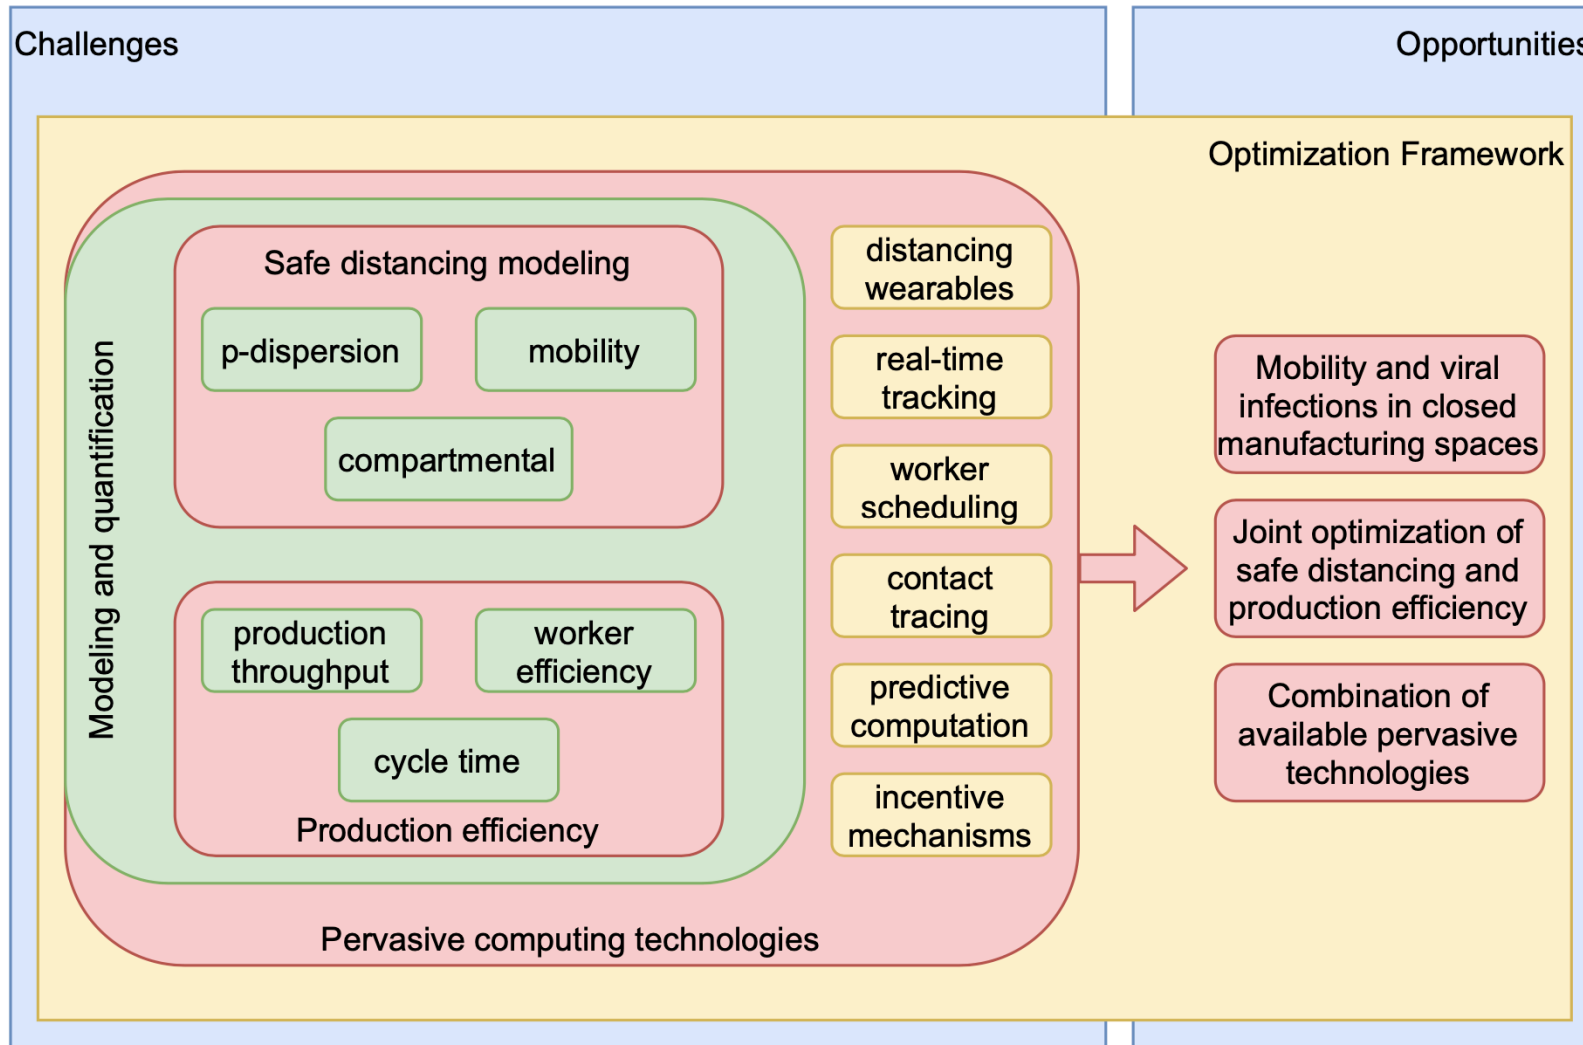 Challenges
Opportunities
Optimization Framework
Modeling and quantification
Safe distancing modeling
p-dispersion
mobility
compartmental
production
throughput
worker
efficiency
cycle time
Production efficiency
distancing
wearables
real-time
tracking
worker
scheduling
contact
tracing
predictive
computation
incentive
mechanisms
Pervasive computing technologies
Mobility and viral
infections in closed
manufacturing spaces
Joint optimization of
safe distancing and
production efficiency
Combination of
available pervasive
technologies